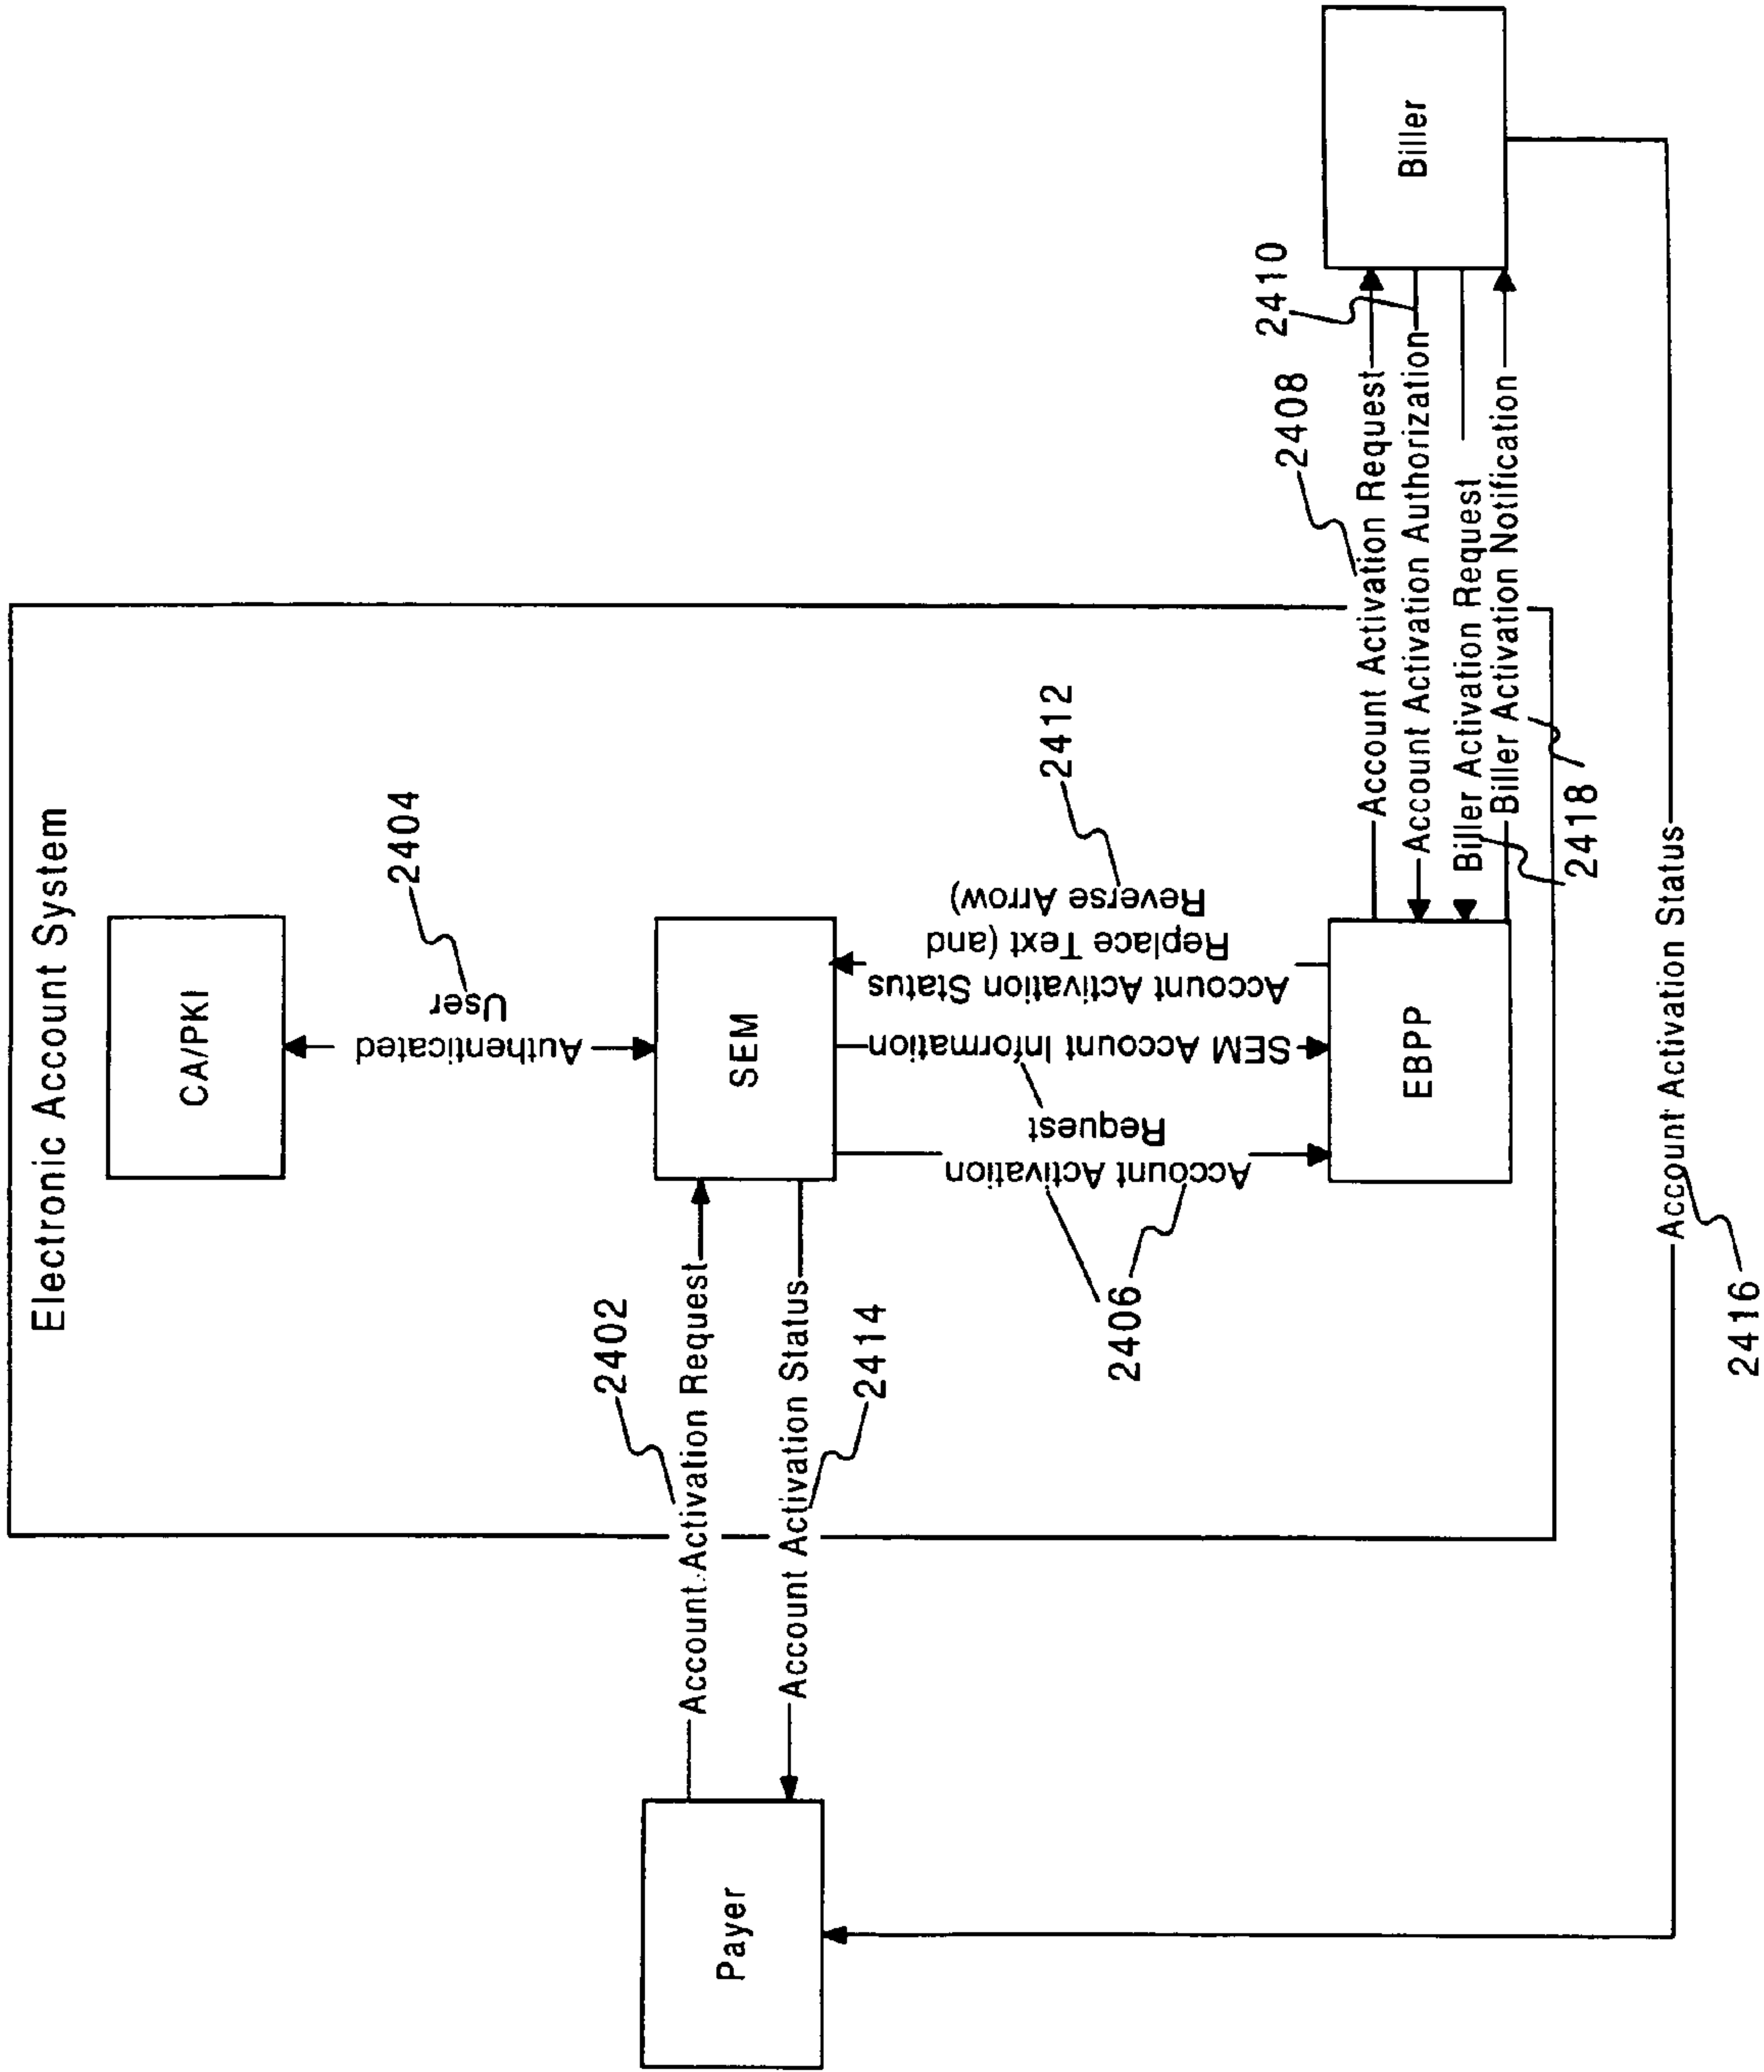 Electronic Account System
CA/PKI
2404
Authenticated
User
2402
Account Activation Request
SEM
Payer
Account Activation Status
2414
2412
Account Activation Status
Replace Text (and
Reverse Arrow)
SEM Account Information
Account Activation
Request
2406
2408
2410
Account Activation Request
Account Activation Authorization
Biller Activation Request
Biller Activation Notification
Biller
EBPP
2418
Account Activation Status
2416